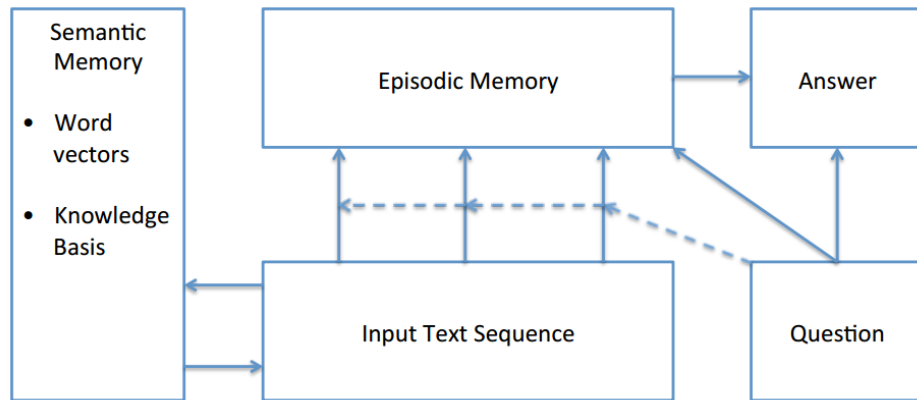 Semantic
Memory
• Word
vectors
• Knowledge
Basis
Episodic Memory
Answer
Input Text Sequence
Question